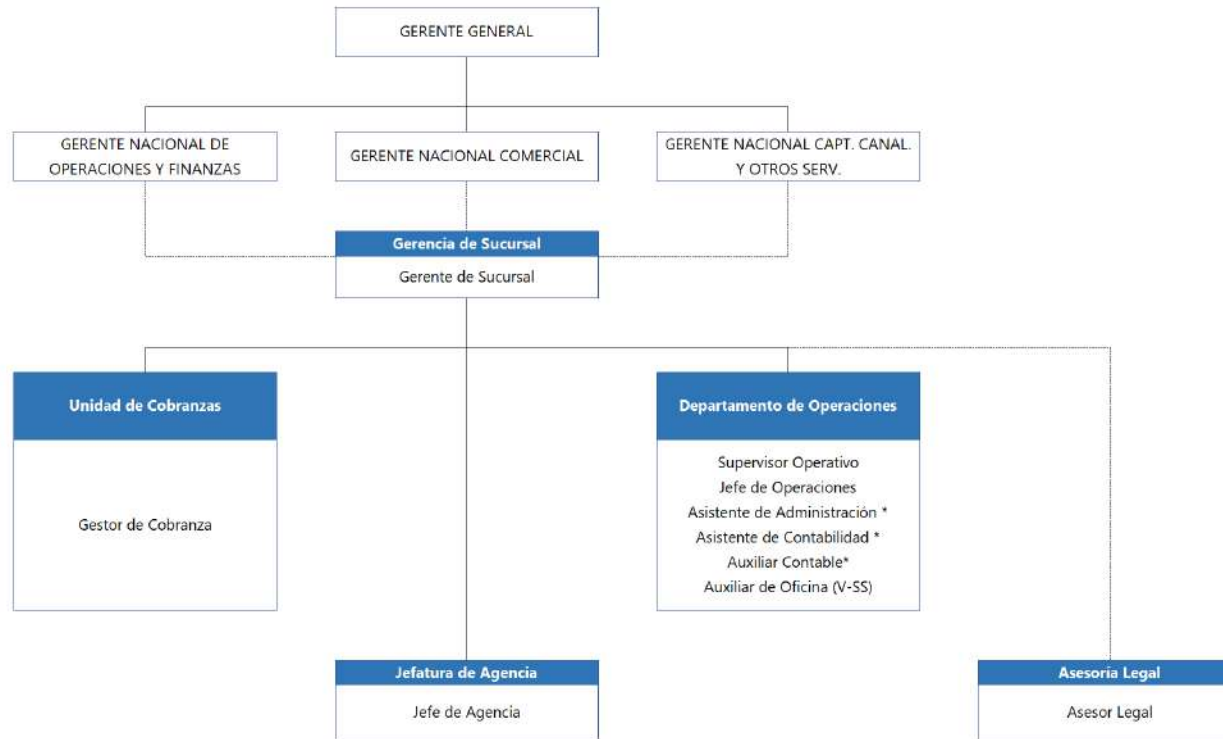 GERENTE GENERAL
GERENTE NACIONAL DE
OPERACIONES Y FINANZAS
GERENTE NACIONAL COMERCIAL
GERENTE NACIONAL CAPT. CANAL.
Y OTROS SERV.
Gerencia de Sucursal
Gerente de Sucursal
Unidad de Cobranzas
Gestor de Cobranza
Departamento de Operaciones
Supervisor Operativo
Jefe de Operaciones
Asistente de Administración *
Asistente de Contabilidad *
Auxiliar Contable*
Auxiliar de Oficina (V-SS)
Jefatura de Agencia
Jefe de Agencia
Asesoría Legal
Asesor Legal